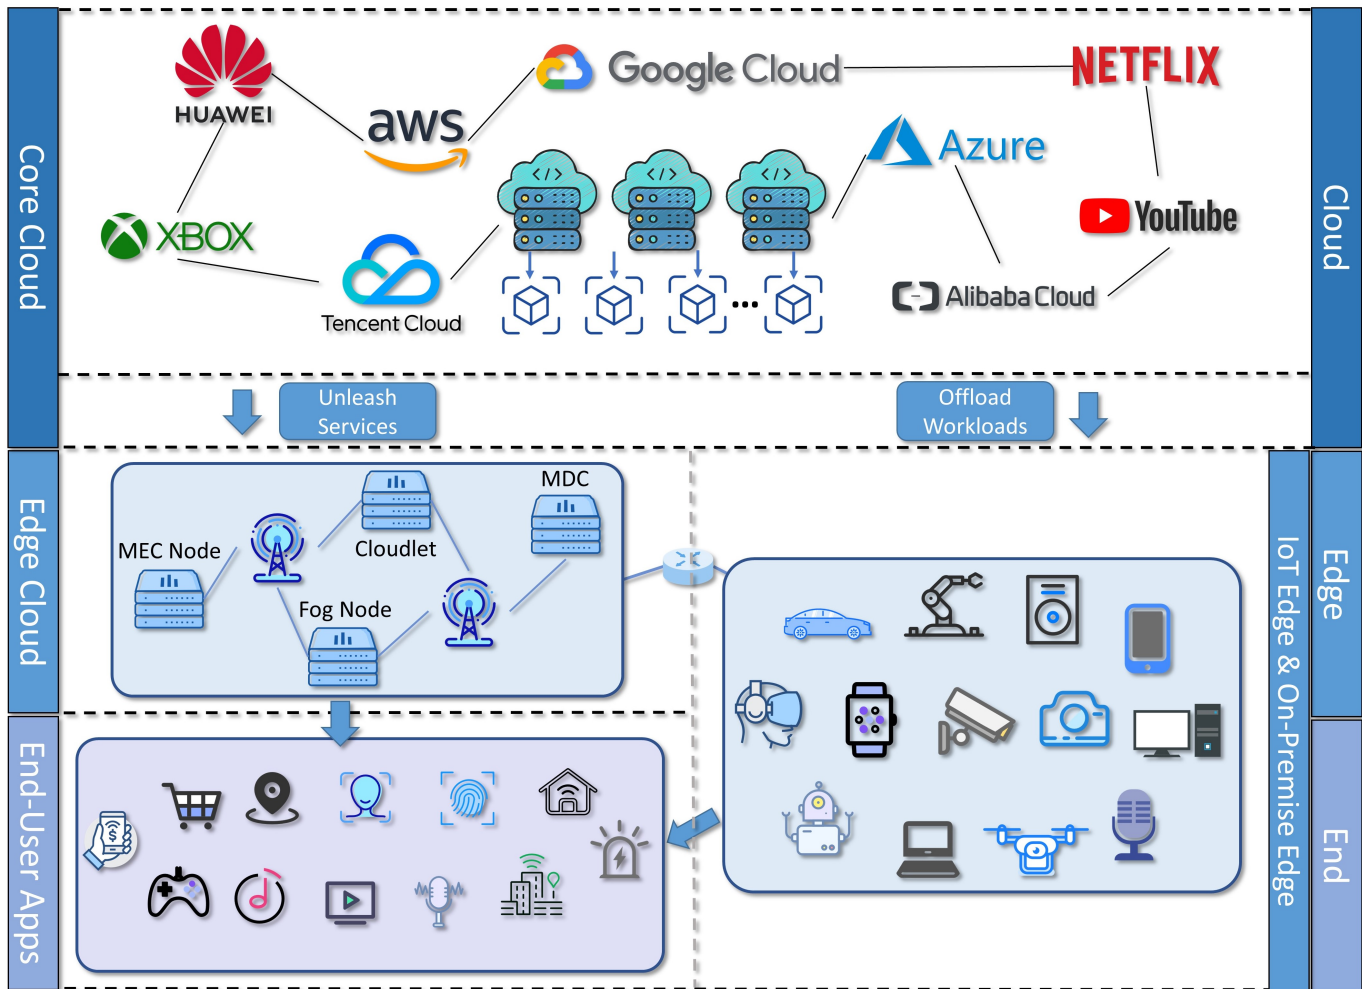 Core Cloud
HUAWEI
aws
Google Cloud
NETFLIX
Azure
XBOX
</>
</>
</>
YouTube
Tencent Cloud
...
Alibaba Cloud
Cloud
Unleash
Services
Offload
Workloads
Edge Cloud
MEC Node
Cloudlet
MDC
Fog Node
IoT Edge & On-Premise Edge
Edge
End-User Apps
$
End